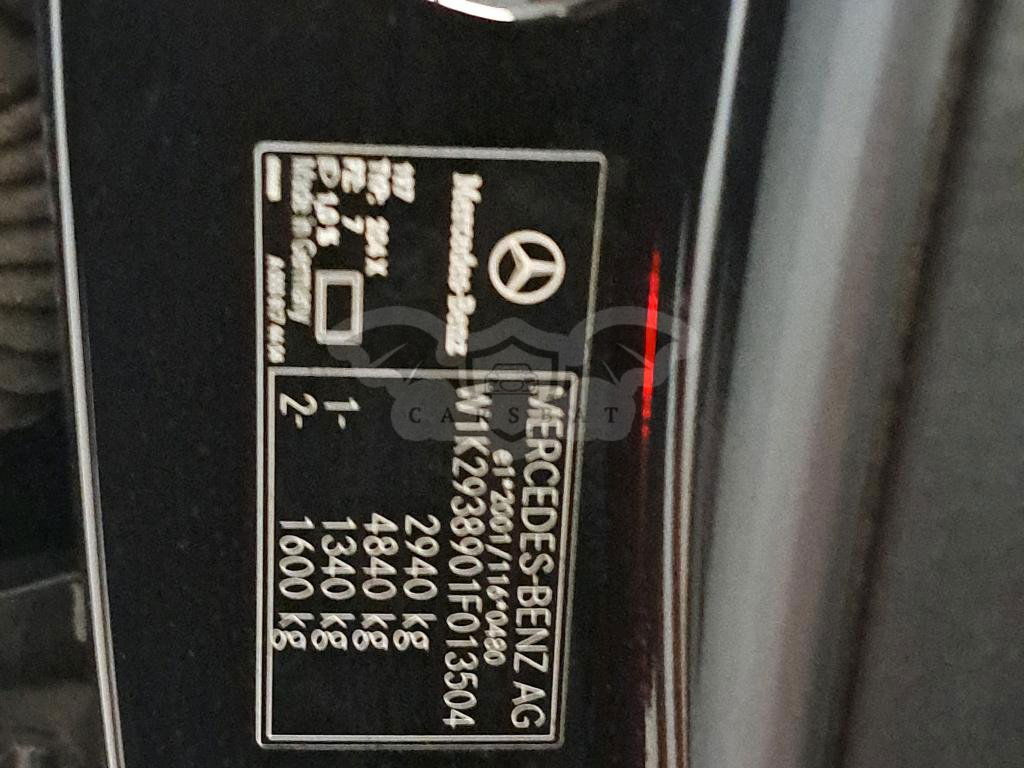 MERCEDES-BENZ AG
e1*2001/116*0480
W1K2938901F013504
2940 kg
4840 kg
1- 1340 kg
2- 1600 kg
Mercedes-Benz
Made in Germany
CARSBAT